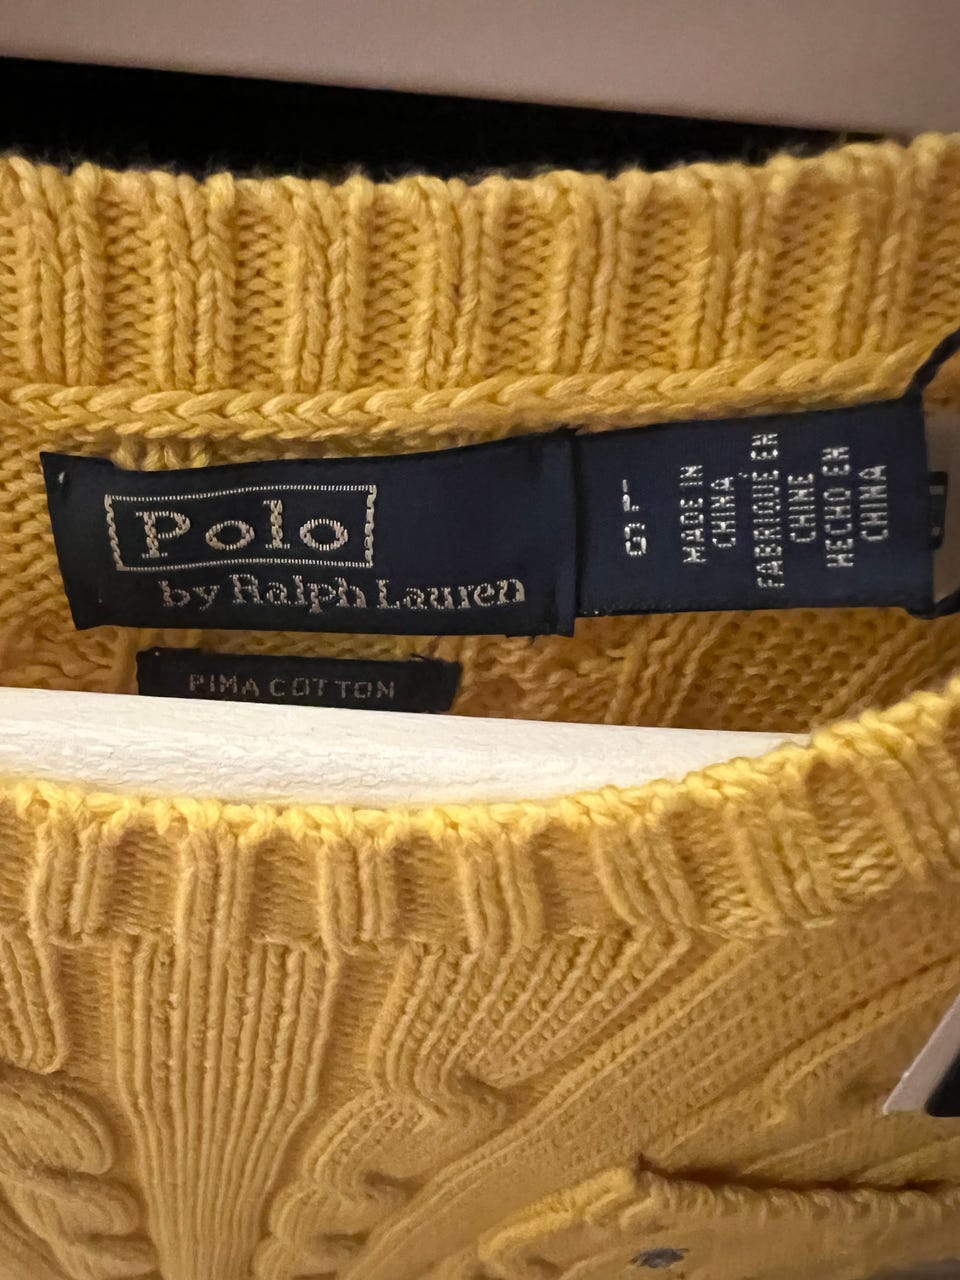 Polo
by Ralph Lauren
PIMA COTTON
MADE IN
CHINA
FABRIQUÉ EN
CHINE
HECHO EN
CHINA